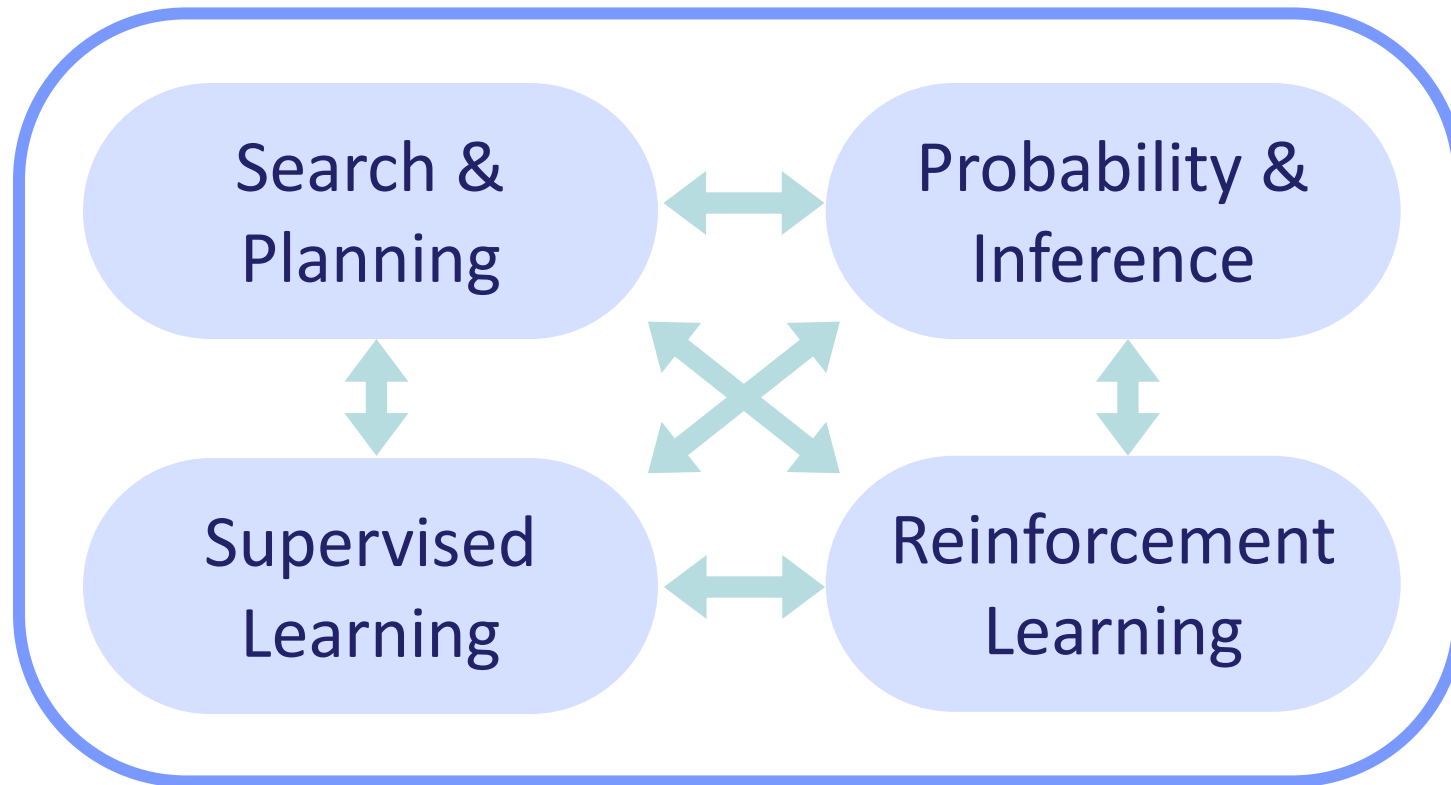 Search &
Planning
Probability &
Inference
Supervised
Learning
Reinforcement
Learning